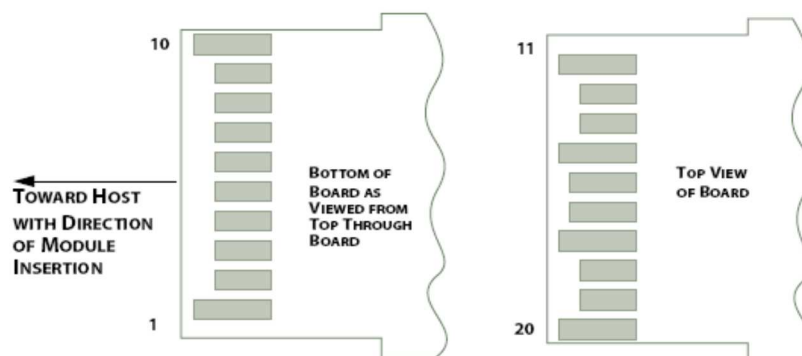 10
11
BOTTOM OF
BOARD AS
VIEWED FROM
TOP THROUGH
BOARD
TOP VIEW
OF BOARD
TOWARD HOST
WITH DIRECTION
OF MODULE
INSERTION
1
20